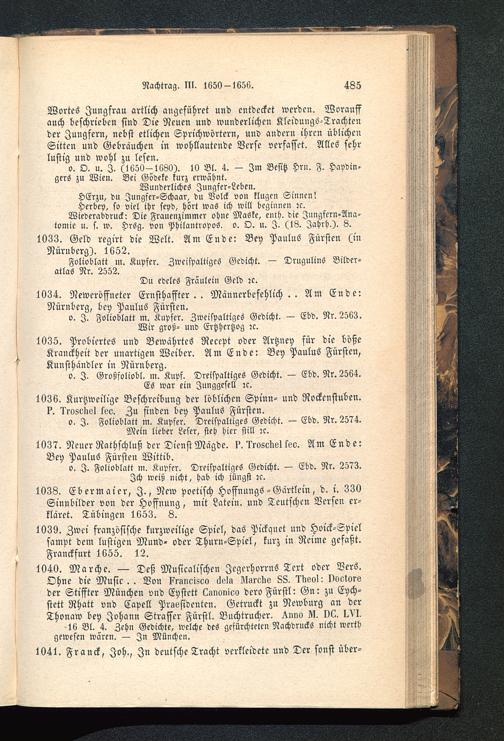 Nachtrag. III. 1650–1656. 485
Wortes Jungfrau artlich angeführet und entdecket werden. Worauff
auch beschrieben sind Die Neuen und wunderlichen Kleidungs-Trachten
der Jungfern, nebst etlichen Sprichwörtern, und andern ihren üblichen
Sitten und Gebräuchen in wohllautende Verse verfasset. Alles sehr
lustig und wohl zu lesen.
o. O. u. J. (1650–1680). 10 Bl. 4. — Im Besitz Hrn. F. Haydin-
gers zu Wien. Bei Gödeke kurz erwähnt.
Wunderliches Jungfer-Leben.
HErzu, du Jungfer-Schaar, du Volck von klugen Sinnen!
Herbey, so viel ihr seyd, hört was ich will beginnen ꝛc.
Wiederabdruck: Die Frauenzimmer ohne Maske, enth. die Jungfern-Ana-
tomie u. s. w. Hrsg. von Philantropos. o. O. u. J. (18. Jahrh.). 8.
1033. Geld regirt die Welt. Am Ende: Bey Paulus Fürsten (in
Nürnberg). 1652.
Folioblatt m. Kupfer. Zweispaltiges Gedicht. — Drugulins Bilder-
atlas Nr. 2552.
Du edeles Fräulein Geld ꝛc.
1034. Neweröffneter Ernsthaffter . . Männerbefehlich . . Am Ende:
Nürnberg, bey Paulus Fürsten.
o. J. Folioblatt m. Kupfer. Zweispaltiges Gedicht. — Ebd. Nr. 2563.
Wir groß- und Ertzhertzog ꝛc.
1035. Probiertes und Bewährtes Recept oder Artzney für die böße
Kranckheit der unartigen Weiber. Am Ende: Bey Paulus Fürsten,
Kunsthändler in Nürnberg.
o. J. Großfoliobl. m. Kupf. Dreispaltiges Gedicht. — Ebd. Nr. 2564.
Es war ein Junggesell ꝛc.
1036. Kurzweilige Beschreibung der löblichen Spinn- und Rockenstuben.
P. Troschel fec. Zu finden bey Paulus Fürsten.
o. J. Folioblatt m. Kupfer. Dreispaltiges Gedicht. — Ebd. Nr. 2574.
Mein lieber Leser, steh hier still ꝛc.
1037. Neuer Rathschluß der Dienst Mägde. P. Troschel fec. Am Ende:
Bey Paulus Fürsten Wittib.
o. J. Folioblatt m. Kupfer. Dreispaltiges Gedicht. — Ebd. Nr. 2573.
Ich weiß nicht, hab ich jüngst ꝛc.
1038. Ebermaier, J., New poetisch Hoffnungs-Gärtlein, d. i. 330
Sinnbilder von der Hoffnung, mit Latein. und Teutschen Versen er-
kläret. Tübingen 1653. 8.
1039. Zwei französische kurzweilige Spiel, das Picquet und Hoick-Spiel
sampt dem lustigen Mund- oder Thurn-Spiel, kurz in Reime gefaßt.
Franckfurt 1655. 12.
1040. Marche. — Deß Musicalischen Jegerhorns Text oder Vers.
Ohne die Music . . Von Francisco dela Marche SS. Theol: Doctore
der Stiffter München vnd Eystett Canonico dero Fürstl: Gn: zu Eych-
stett Rhatt vnd Capell Praesidenten. Getruckt zu Newburg an der
Thonaw bey Johann Strasser Fürstl. Buchtrucher. Anno M. DC. LVI.
16 Bl. 4. Zehn Gedichte, welche des gefürchteten Nachdrucks nicht werth
gewesen wären. — In München.
1041. Franck, Joh., In deutsche Tracht verkleidete und Der sonst über-